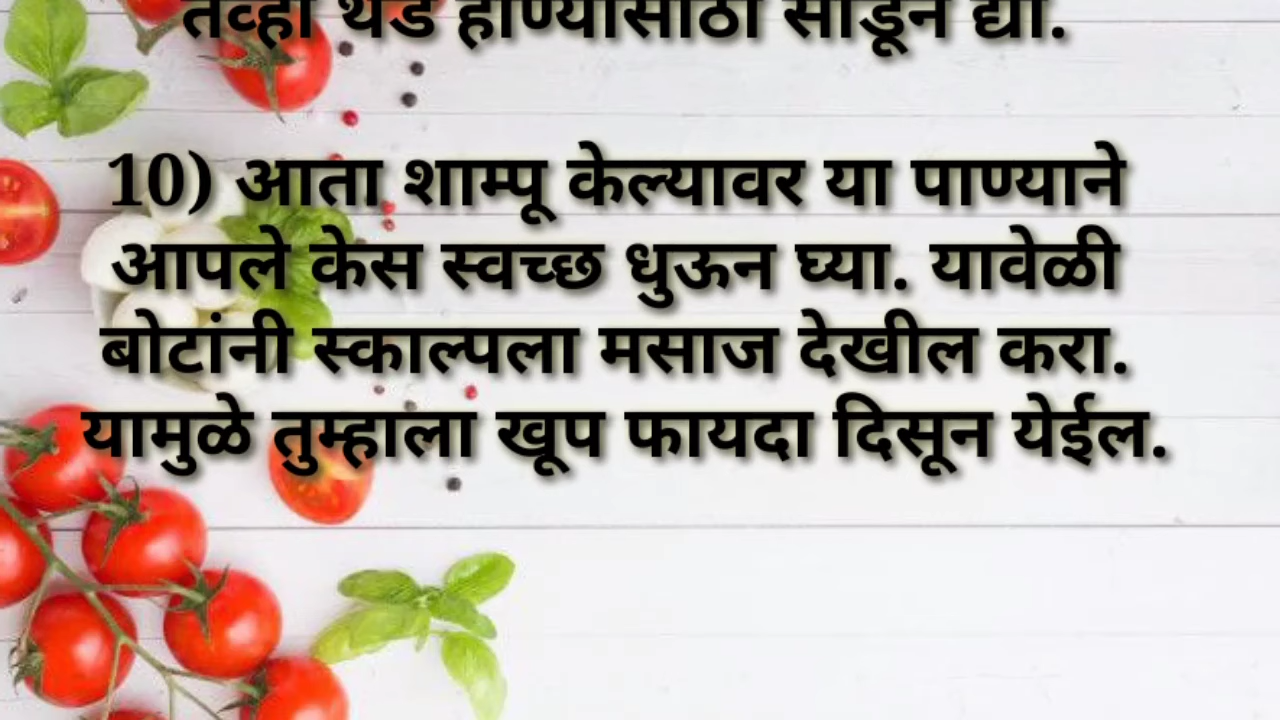 तेव्हा थंड होण्यासाठी सोडून द्या.
10) आता शाम्पू केल्यावर या पाण्याने
आपले केस स्वच्छ धुऊन घ्या. यावेळी
बोटांनी स्काल्पला मसाज देखील करा.
यामुळे तुम्हाला खूप फायदा दिसून येईल.